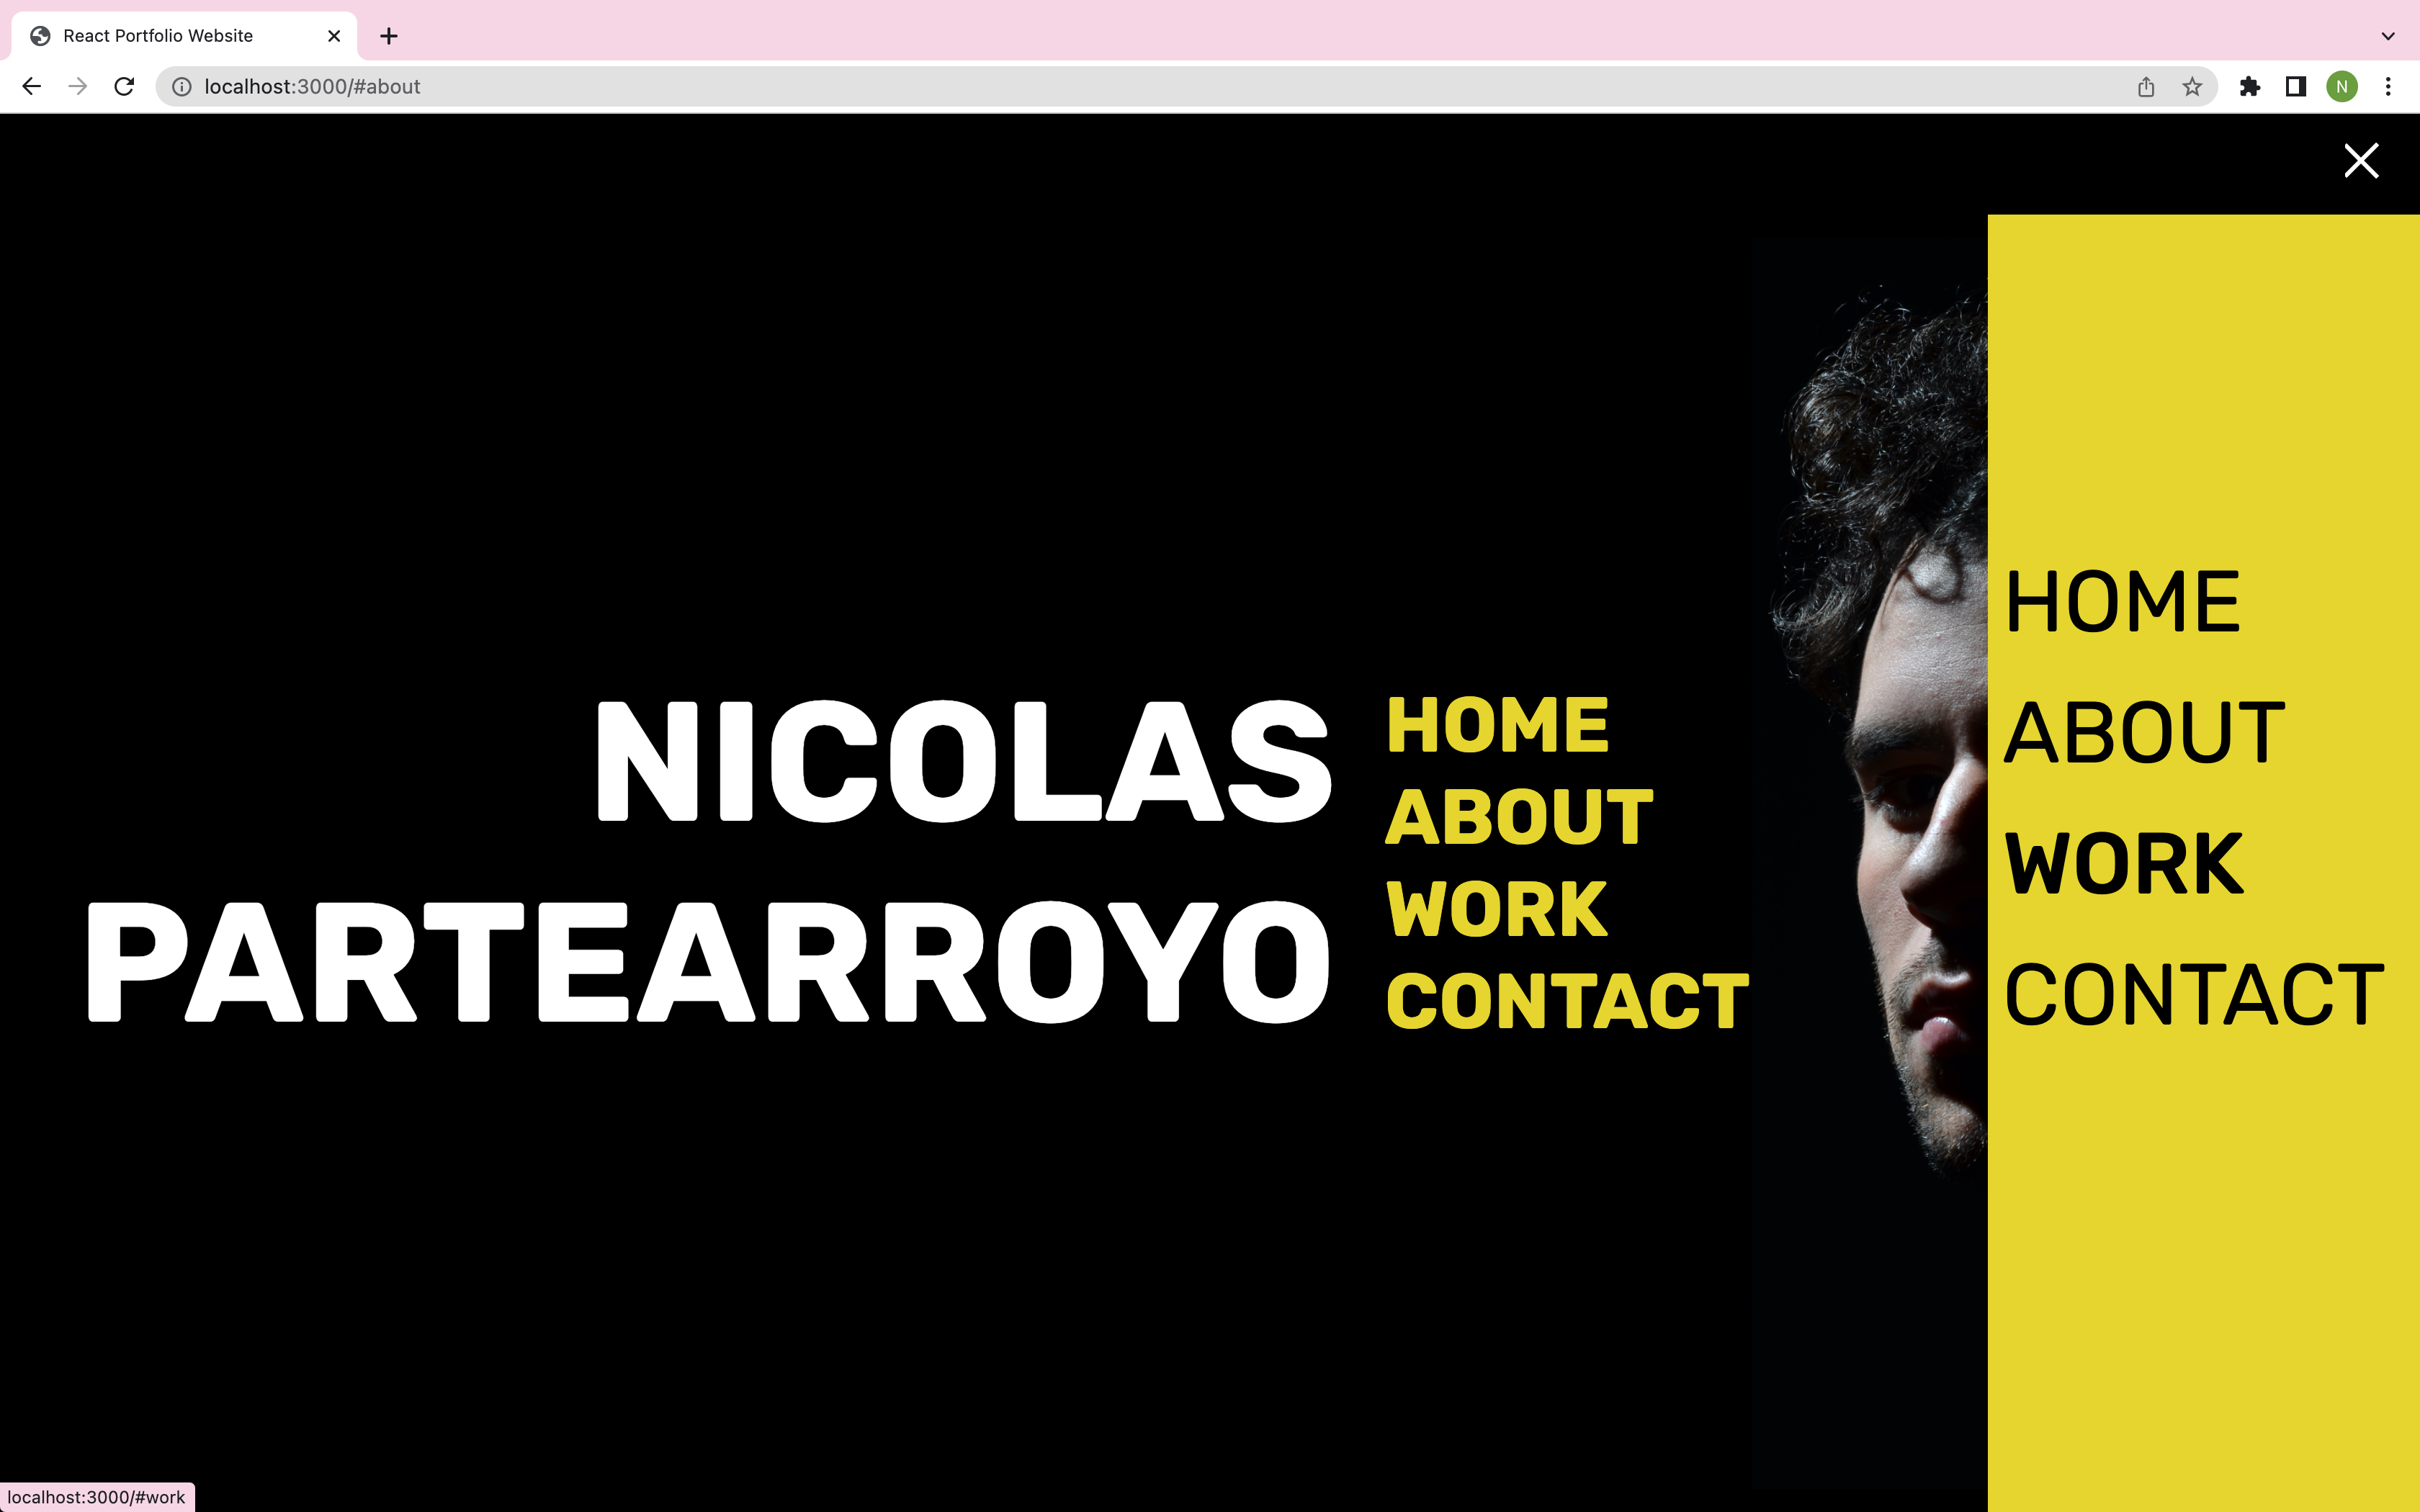 React Portfolio Website
localhost:3000/#about
N
NICOLAS
PARTEARROYO
HOME
ABOUT
WORK
CONTACT
HOME
ABOUT
WORK
CONTACT
localhost:3000/#work